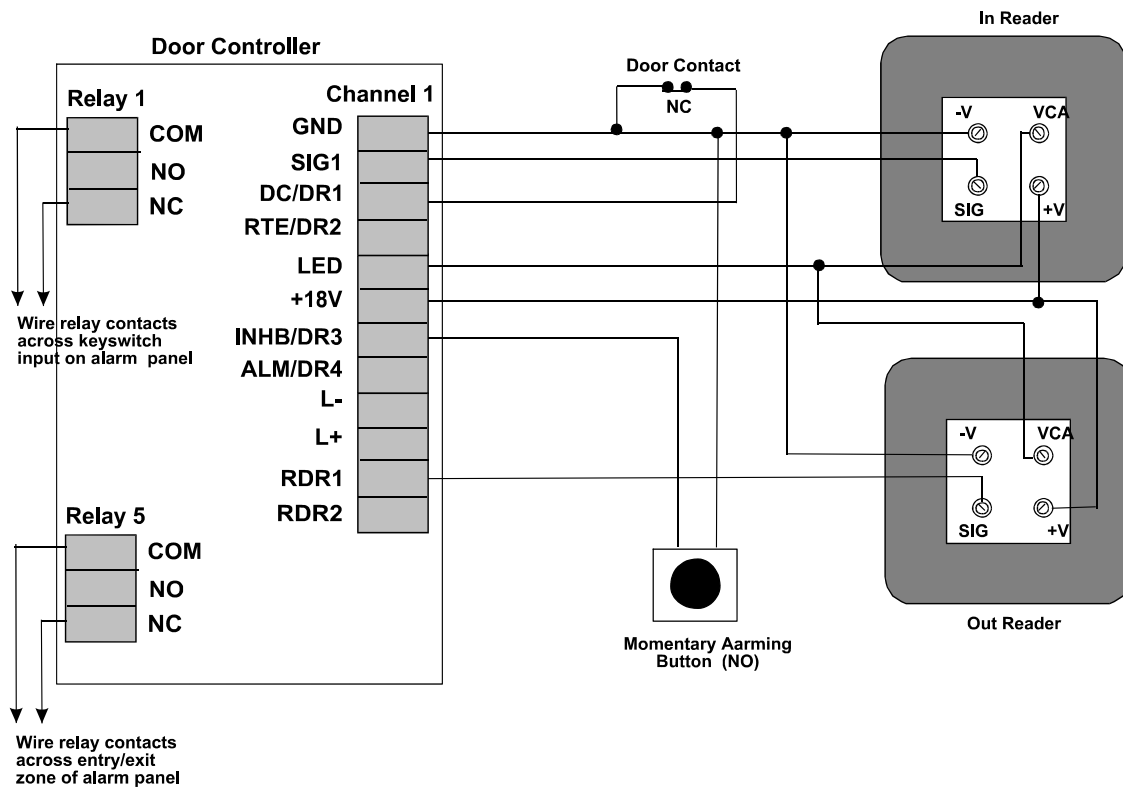 In Reader
Door Controller
Door Contact
NC
Relay 1
COM
NO
NC
Channel 1
GND
SIG1
DC/DR1
RTE/DR2
LED
+18V
INHB/DR3
ALM/DR4
L-
L+
RDR1
RDR2
-V
VCA
SIG
+V
Wire relay contacts
across keyswitch
input on alarm panel
-V
VCA
SIG
+V
Out Reader
Relay 5
COM
NO
NC
Momentary Aarming
Button (NO)
Wire relay contacts
across entry/exit
zone of alarm panel